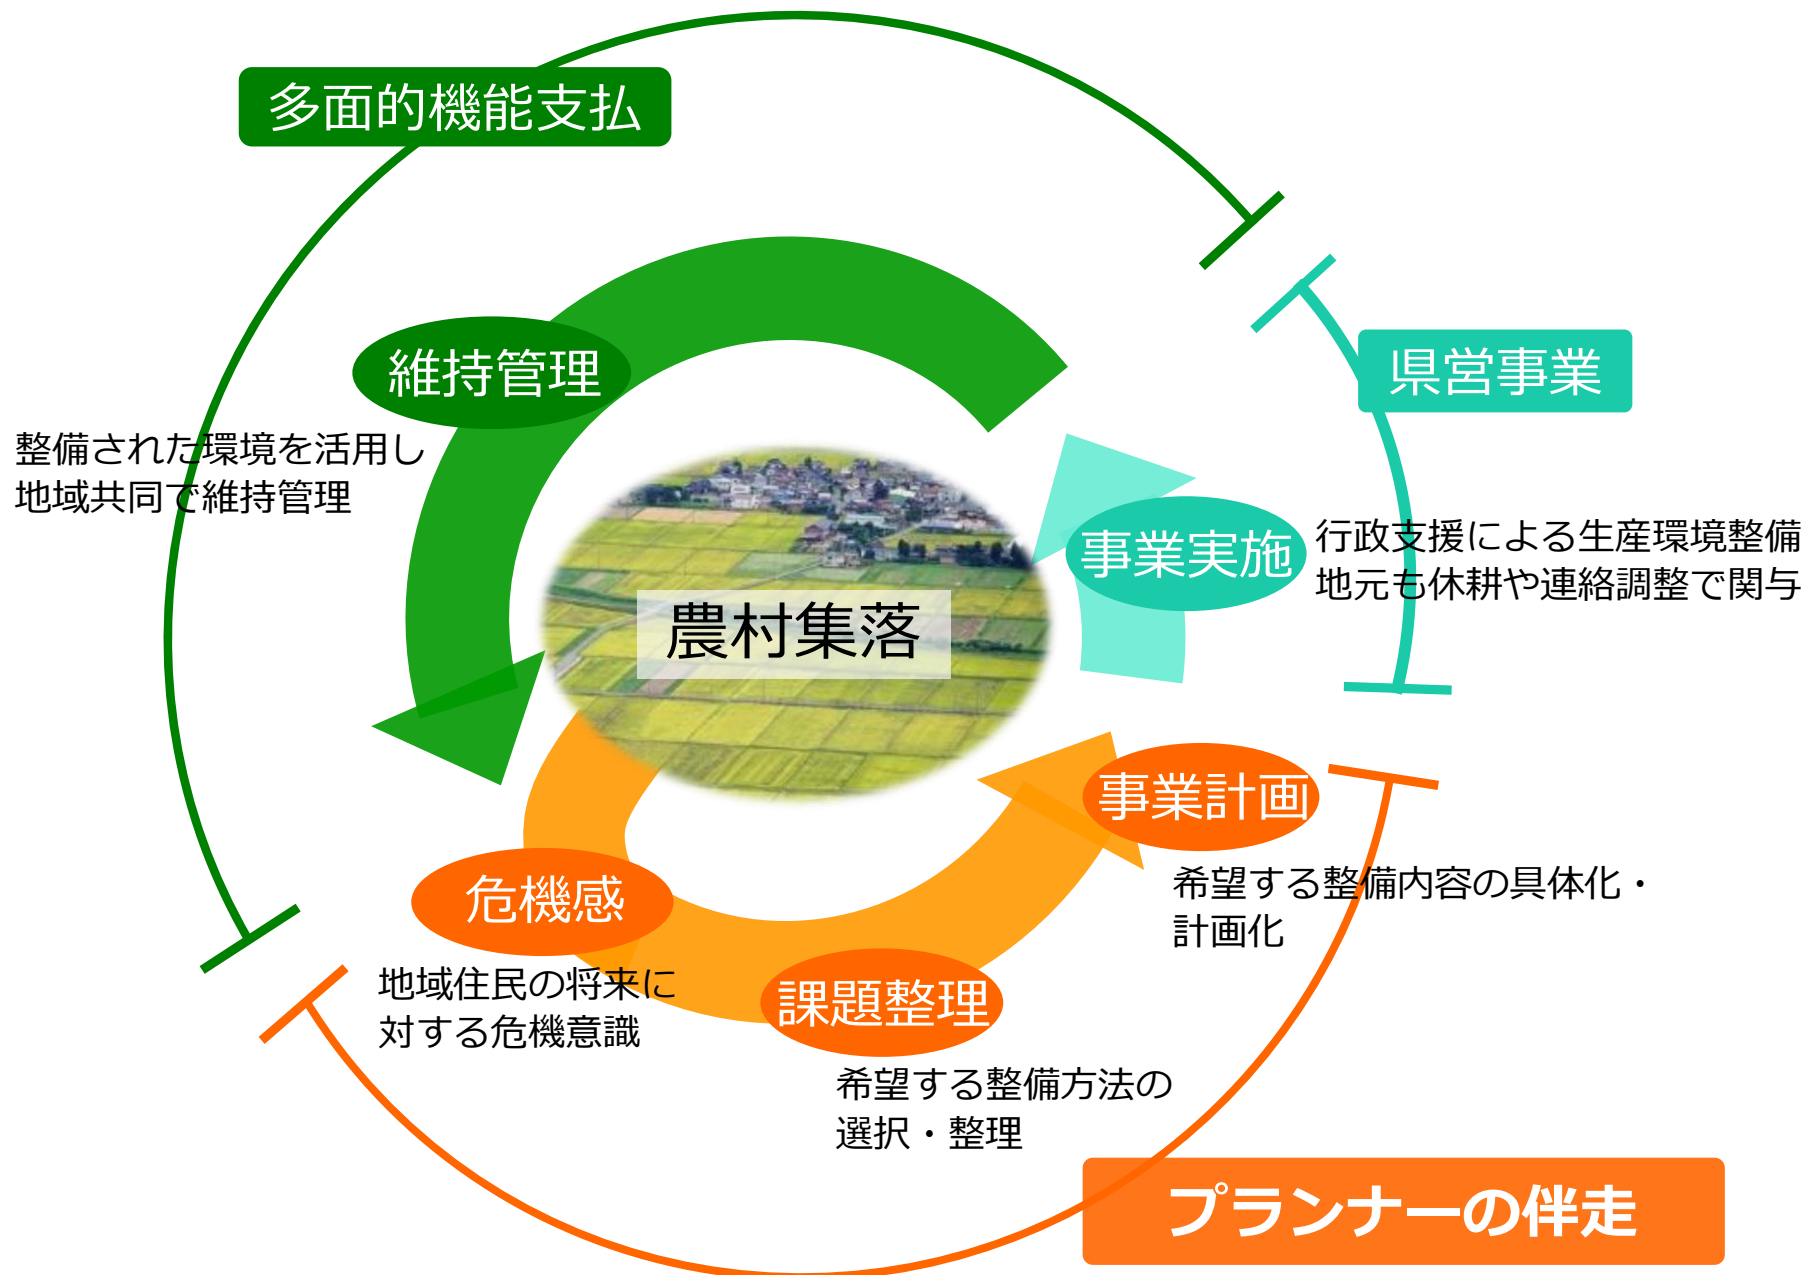 多面的機能支払
県営事業
維持管理
整備された環境を活用し
地域共同で維持管理
事業実施
行政支援による生産環境整備
地元も休耕や連絡調整で関与
農村集落
事業計画
希望する整備内容の具体化・
計画化
危機感
地域住民の将来に
対する危機意識
課題整理
希望する整備方法の
選択・整理
プランナーの伴走